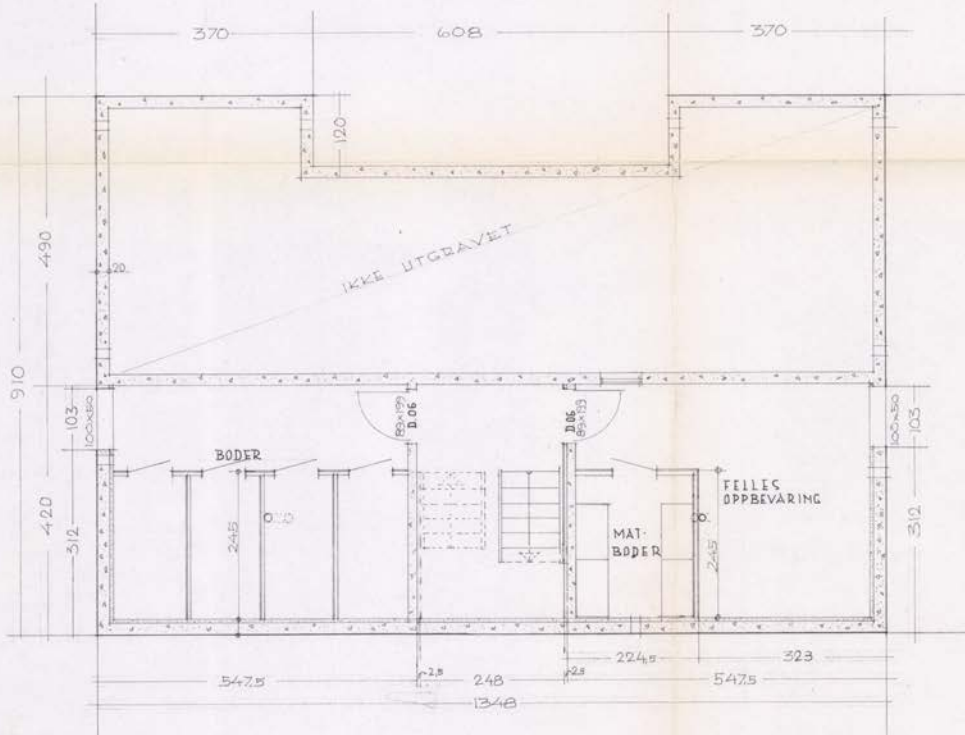 370
608
370
120
490
20
IKKE UTGRAVET
910
103
100x50
89x199
D.06
89x199
D.06
100x50
103
BODER
FELLES
OPPBEVARING
MAT-
BODER
420
312
245
245
312
224,5
323
547.5
2,5
248
2,5
547.5
1348